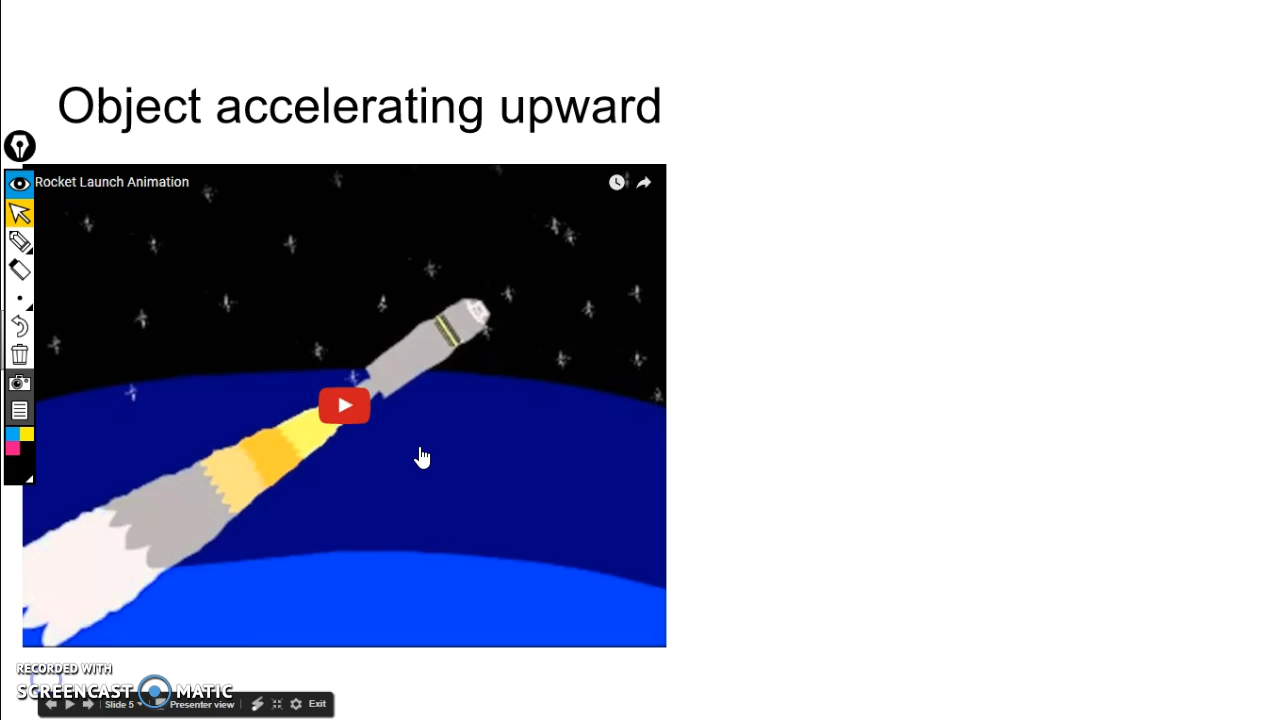 Object accelerating upward
Rocket Launch Animation
RECORDED WITH
SCREENCAST MATIC
Slide 5
Presenter view
Exit